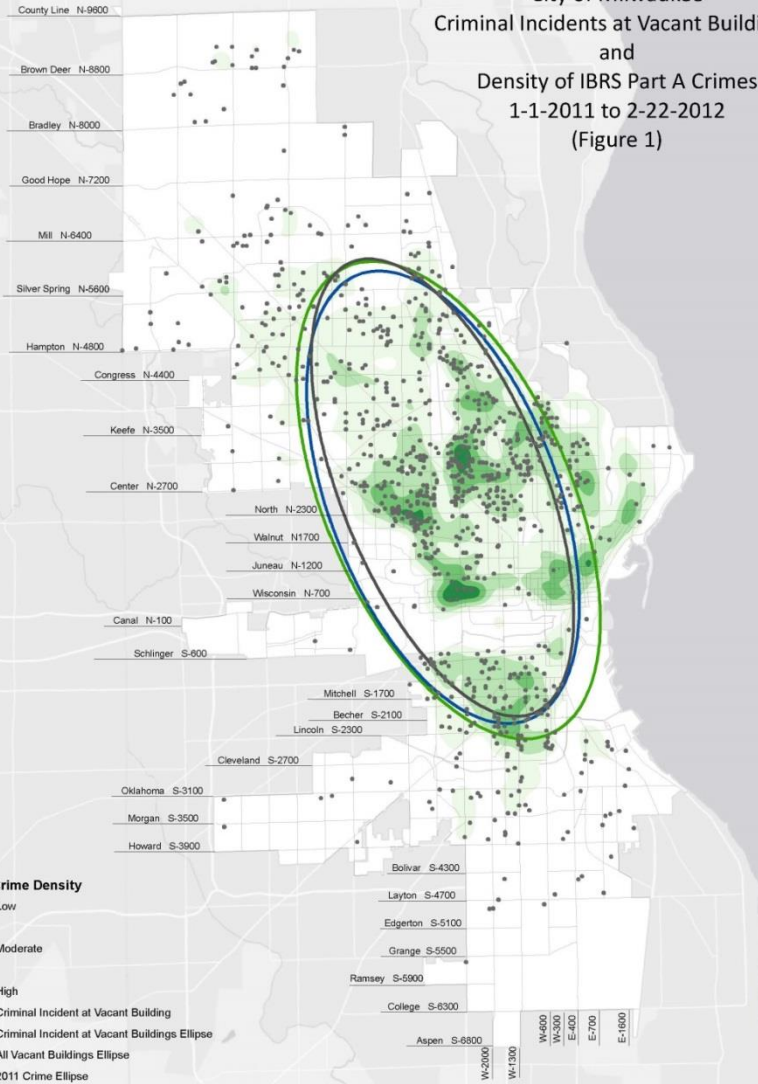 City of Milwaukee
Criminal Incidents at Vacant Buildi
and
Density of IBRS Part A Crimes
1-1-2011 to 2-22-2012
(Figure 1)
County Line N-9600
Brown Deer N-8800
Bradley N-8000
Good Hope N-7200
Mill N-6400
Silver Spring N-5600
Hampton N-4800
Congress N-4400
Keefe N-3500
Center N-2700
North N-2300
Walnut N1700
Juneau N-1200
Wisconsin N-700
Canal N-100
Schlinger S-600
Mitchell S-1700
Becher S-2100
Lincoln S-2300
Cleveland S-2700
Oklahoma S-3100
Morgan S-3500
Howard S-3900
Bolivar S-4300
Layton S-4700
Edgerton S-5100
Grange S-5500
Ramsey S-5900
College S-6300
Aspen S-6800
W-2000
W-1300
W-600
W-300
E-400
E-700
E-1600
rime Density
Low
Moderate
High
Criminal Incident at Vacant Building
Criminal Incident at Vacant Buildings Ellipse
All Vacant Buildings Ellipse
2011 Crime Ellipse